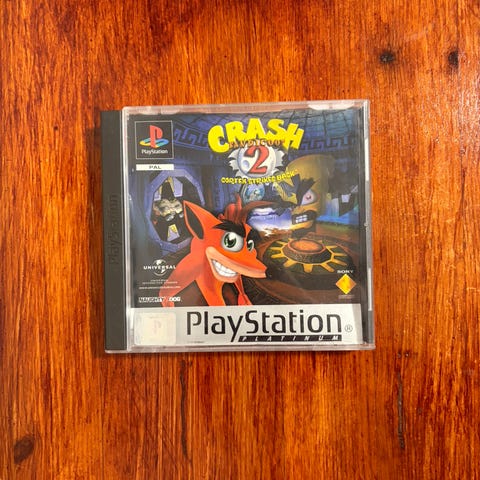 PlayStation
PlayStation
PAL
CRASH
BANDICOOT
2
CORTEX STRIKES BACK
UNIVERSAL
SONY
NAUGHTY DOG
PlayStation®
PLATINUM